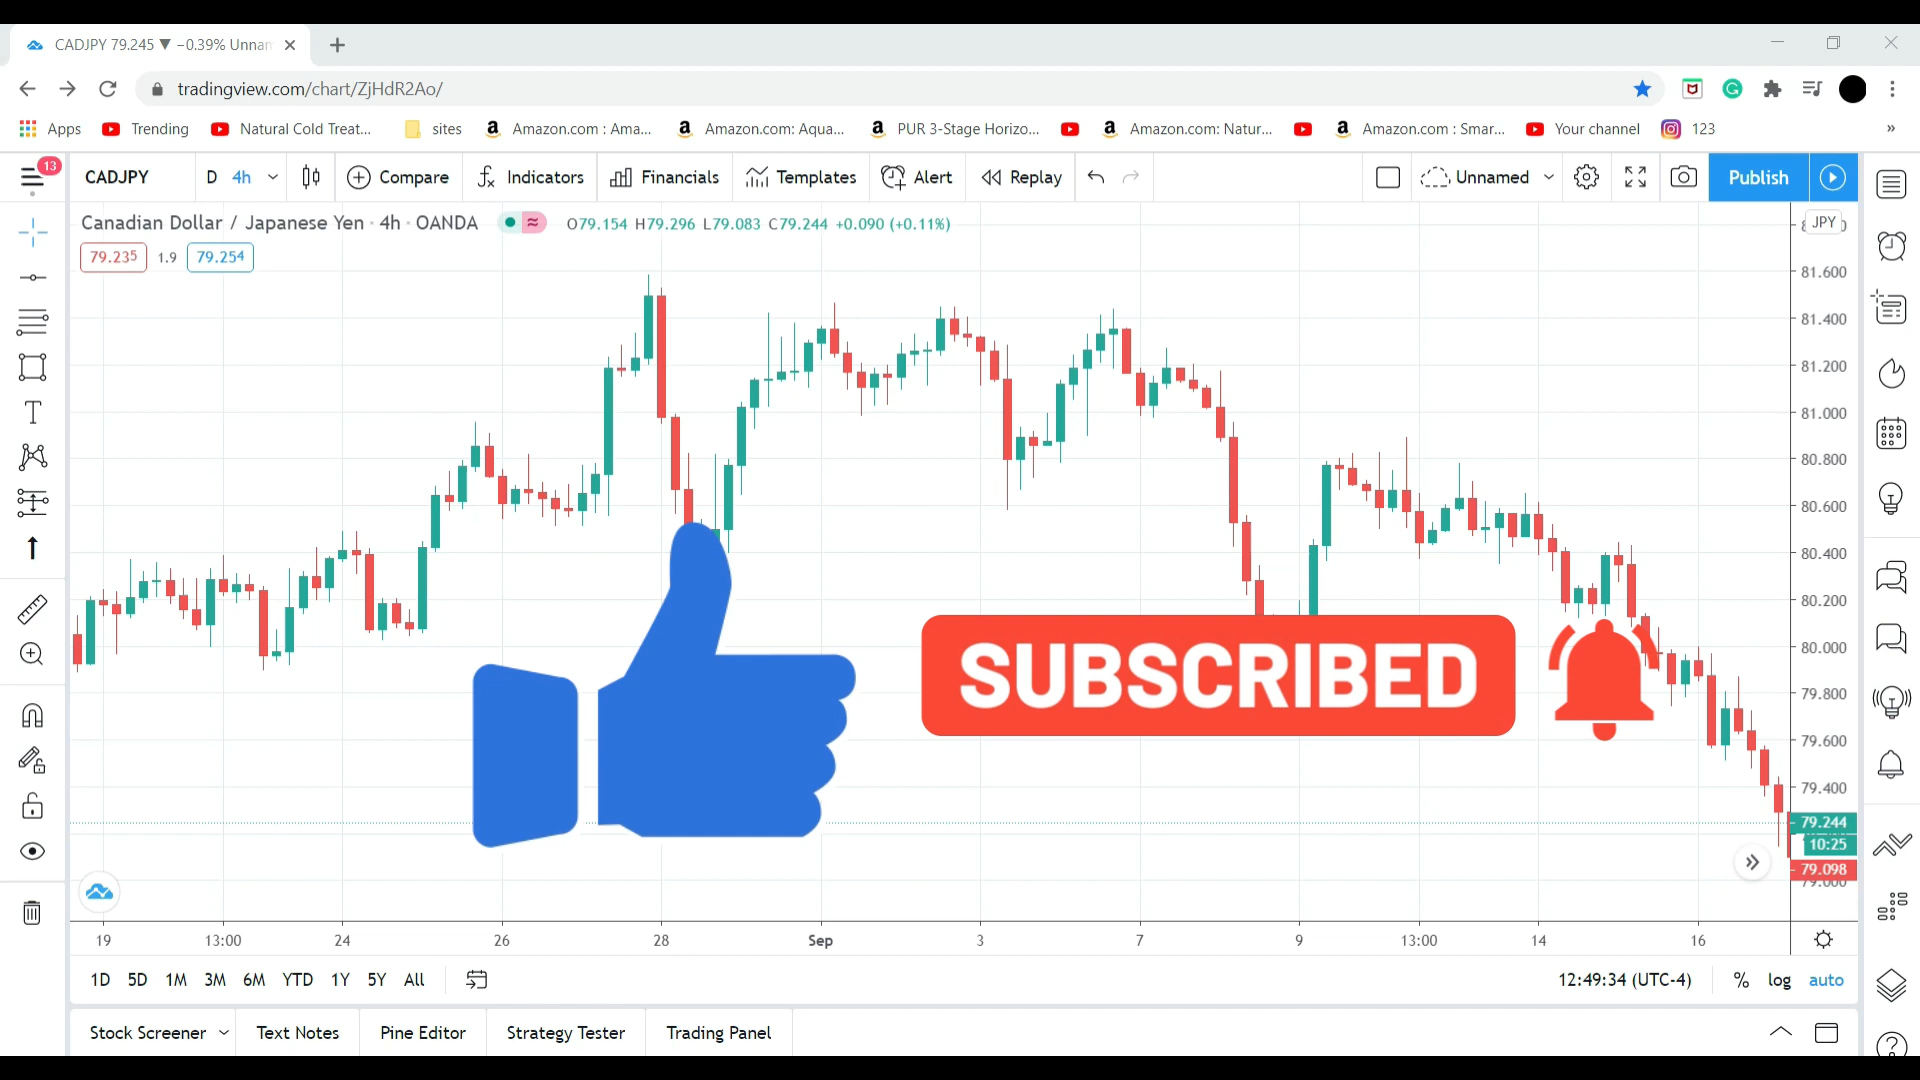 CADJPY 79.245 ▼ −0.39% Unnam
tradingview.com/chart/ZjHdR2Ao/
Apps Trending Natural Cold Treat... sites Amazon.com : Ama... Amazon.com: Aqua... PUR 3-Stage Horizo... Amazon.com: Natur... Amazon.com : Smar... Your channel 123 »
13 CADJPY D 4h Compare Indicators Financials Templates Alert Replay Unnamed Publish
Canadian Dollar / Japanese Yen · 4h · OANDA O79.154 H79.296 L79.083 C79.244 +0.090 (+0.11%) JPY
79.235 1.9 79.254
81.600
81.400
81.200
81.000
80.800
80.600
80.400
80.200
80.000
79.800
79.600
79.400
79.244
10:25
79.098
79.000
SUBSCRIBED
19 13:00 24 26 28 Sep 3 7 9 13:00 14 16
1D 5D 1M 3M 6M YTD 1Y 5Y All 12:49:34 (UTC-4) % log auto
Stock Screener Text Notes Pine Editor Strategy Tester Trading Panel